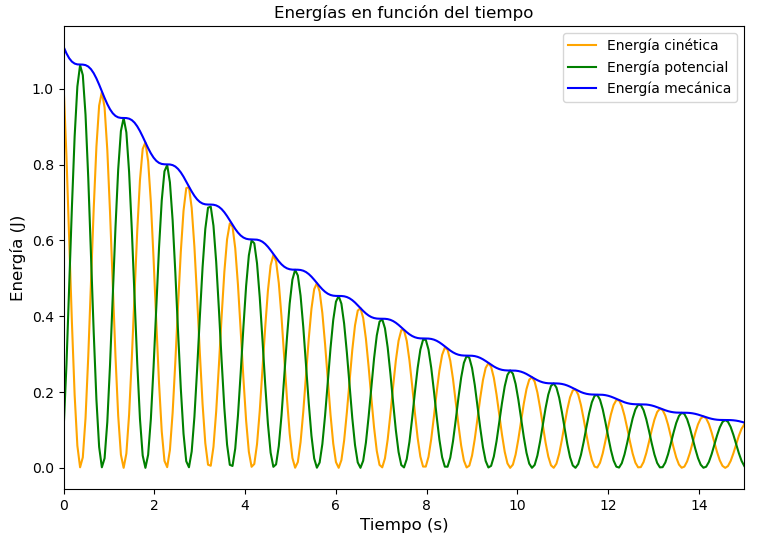 Energías en función del tiempo
Energía cinética
Energía potencial
Energía mecánica
Energía (J)
1.0
0.8
0.6
0.4
0.2
0.0
0 2 4 6 8 10 12 14
Tiempo (s)